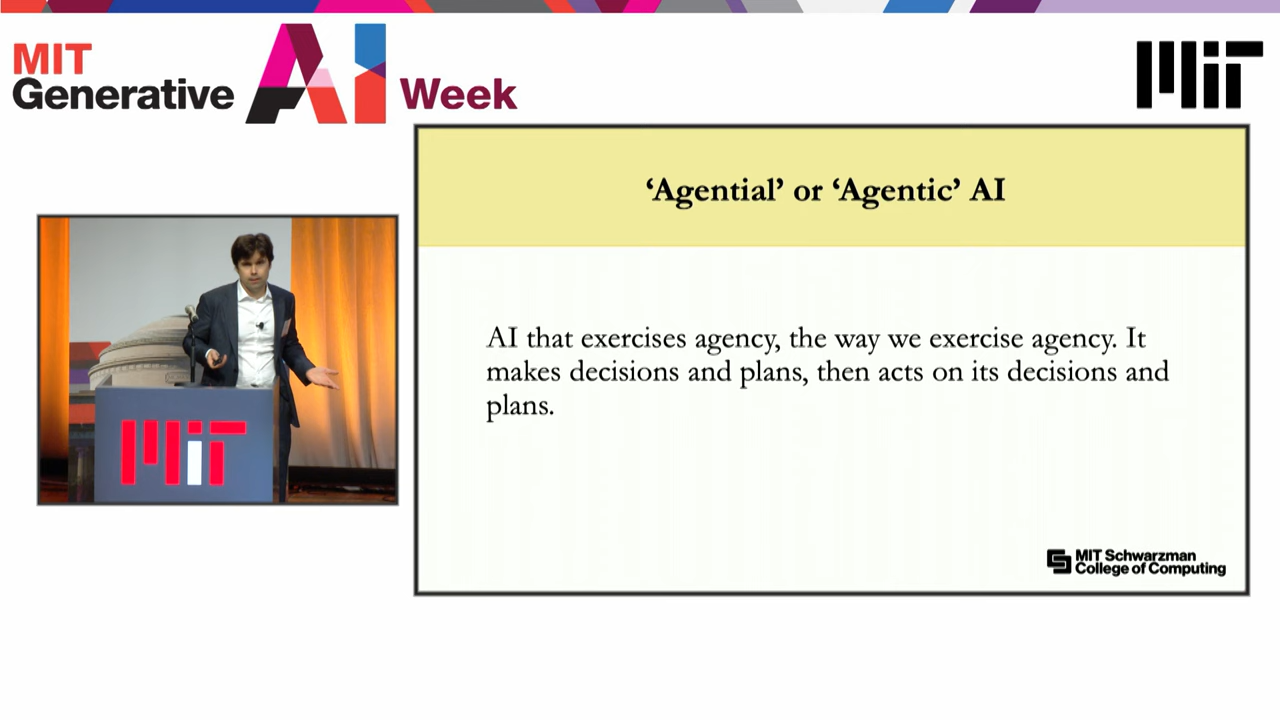 MIT
Generative AI Week
MIT
‘Agential’ or ‘Agentic’ AI
AI that exercises agency, the way we exercise agency. It
makes decisions and plans, then acts on its decisions and
plans.
MIT
MIT Schwarzman
College of Computing